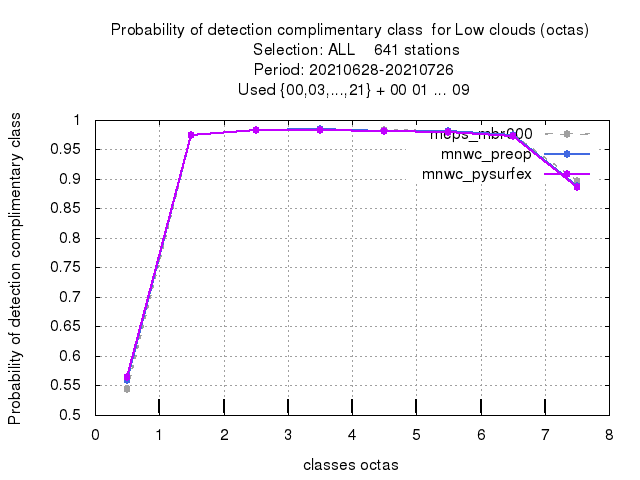 Probability of detection complimentary class  for Low clouds (octas)
Selection: ALL    641 stations
Period: 20210628-20210726
Used {00,03,...,21} + 00 01 ... 09
Probability of detection complimentary class
1
0.95
0.9
0.85
0.8
0.75
0.7
0.65
0.6
0.55
0.5
meps_mbr000
mnwc_preop
mnwc_pysurfex
0 1 2 3 4 5 6 7 8
classes octas